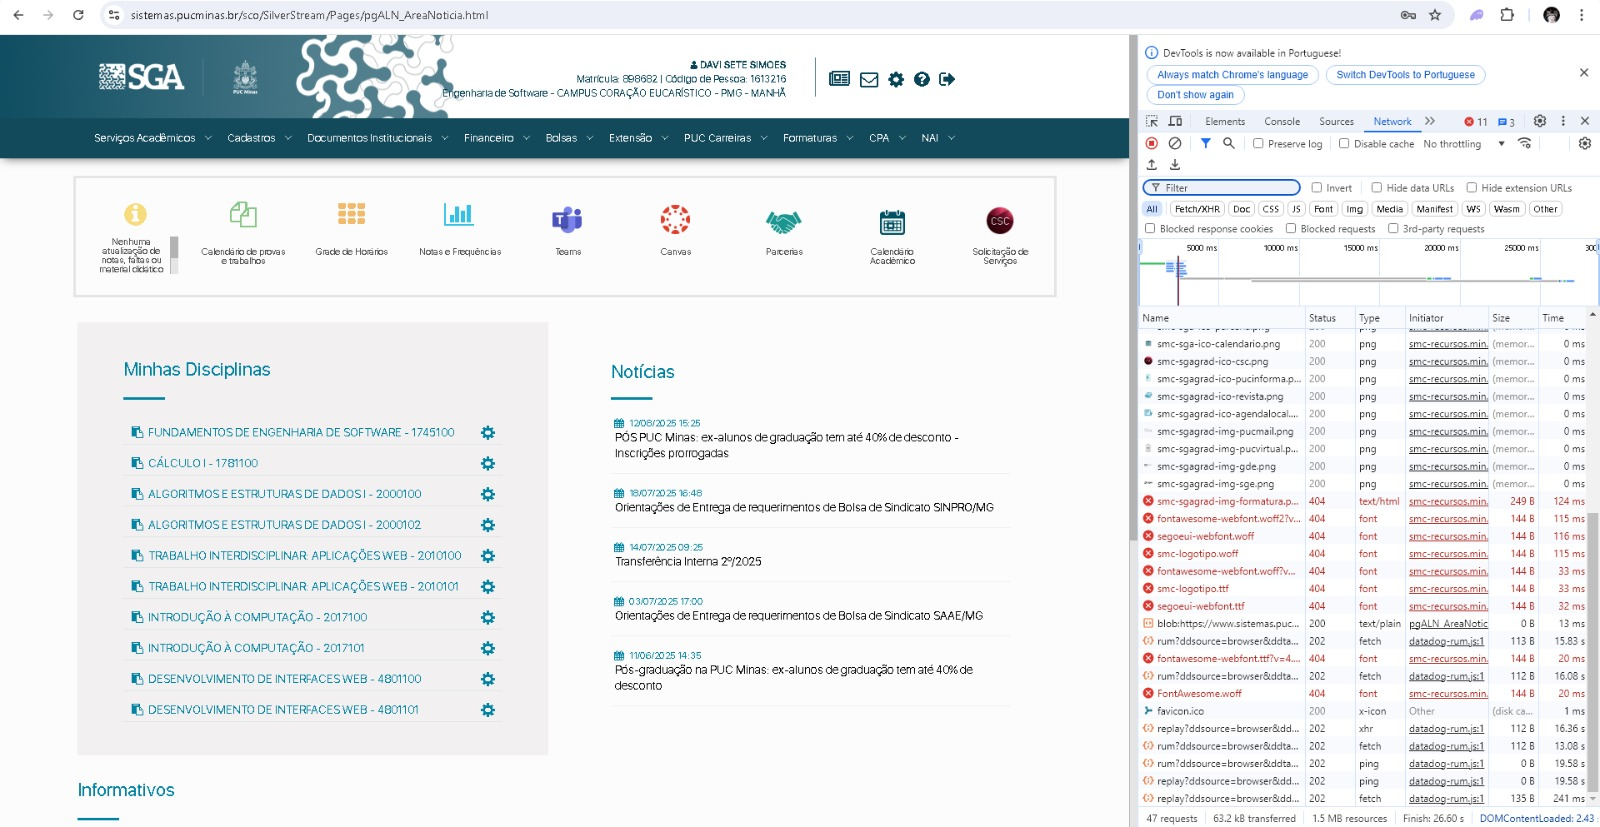 sistemas.pucminas.br/sco/SilverStream/Pages/pgALN_AreaNoticia.html
SGA
PUC Minas
DAVI SETE SIMOES
Matrícula: 898682 | Código de Pessoa: 1613216
Engenharia de Software - CAMPUS CORAÇÃO EUCARÍSTICO - PMG - MANHÃ
Serviços Acadêmicos Cadastros Documentos Institucionais Financeiro Bolsas Extensão PUC Carreiras Formaturas CPA NAI
Nenhuma
atualização de
notas, faltas ou
material didático
Calendário de provas
e trabalhos
Grade de Horários
Notas e Frequências
Teams
Canvas
Parcerias
Calendário
Acadêmico
CSC
Solicitação de
Serviços
Minhas Disciplinas
FUNDAMENTOS DE ENGENHARIA DE SOFTWARE - 1745100
CÁLCULO I - 1781100
ALGORITMOS E ESTRUTURAS DE DADOS I - 2000100
ALGORITMOS E ESTRUTURAS DE DADOS I - 2000102
TRABALHO INTERDISCIPLINAR: APLICAÇÕES WEB - 2010100
TRABALHO INTERDISCIPLINAR: APLICAÇÕES WEB - 2010101
INTRODUÇÃO À COMPUTAÇÃO - 2017100
INTRODUÇÃO À COMPUTAÇÃO - 2017101
DESENVOLVIMENTO DE INTERFACES WEB - 4801100
DESENVOLVIMENTO DE INTERFACES WEB - 4801101
Notícias
12/08/2025 15:25
PÓS PUC Minas: ex-alunos de graduação tem até 40% de desconto -
Inscrições prorrogadas
18/07/2025 16:48
Orientações de Entrega de requerimentos de Bolsa de Sindicato SINPRO/MG
14/07/2025 09:25
Transferência Interna 2º/2025
03/07/2025 17:00
Orientações de Entrega de requerimentos de Bolsa de Sindicato SAAE/MG
11/06/2025 14:35
Pós-graduação na PUC Minas: ex-alunos de graduação tem até 40% de
desconto
Informativos
DevTools is now available in Portuguese!
Always match Chrome's language Switch DevTools to Portuguese
Don't show again
Elements Console Sources Network 11 3
Preserve log Disable cache No throttling
Filter Invert Hide data URLs Hide extension URLs
All Fetch/XHR Doc CSS JS Font Img Media Manifest WS Wasm Other
Blocked response cookies Blocked requests 3rd-party requests
5000 ms 10000 ms 15000 ms 20000 ms 25000 ms 300
Name Status Type Initiator Size Time
smc-sga-ico-calendario.png 200 png smc-recursos.min. (memor... 0 ms
smc-sgagrad-ico-csc.png 200 png smc-recursos.min. (memor... 0 ms
smc-sgagrad-ico-pucinforma.p... 200 png smc-recursos.min. (memor... 0 ms
smc-sgagrad-ico-revista.png 200 png smc-recursos.min. (memor... 0 ms
smc-sgagrad-ico-agendalocal.... 200 png smc-recursos.min. (memor... 0 ms
smc-sgagrad-img-pucmail.png 200 png smc-recursos.min. (memor... 0 ms
smc-sgagrad-img-pucvirtual.p... 200 png smc-recursos.min. (memor... 0 ms
smc-sgagrad-img-gde.png 200 png smc-recursos.min. (memor... 0 ms
smc-sgagrad-img-sge.png 200 png smc-recursos.min. (memor... 0 ms
smc-sgagrad-img-formatura.p... 404 text/html smc-recursos.min. 249 B 124 ms
fontawesome-webfont.woff2?v... 404 font smc-recursos.min. 144 B 115 ms
segoeui-webfont.woff 404 font smc-recursos.min. 144 B 116 ms
smc-logotipo.woff 404 font smc-recursos.min. 144 B 115 ms
fontawesome-webfont.woff?v... 404 font smc-recursos.min. 144 B 33 ms
smc-logotipo.ttf 404 font smc-recursos.min. 144 B 33 ms
segoeui-webfont.ttf 404 font smc-recursos.min. 144 B 32 ms
blob:https://www.sistemas.puc... 200 text/plain pgALN_AreaNotic 0 B 13 ms
rum?ddsource=browser&ddta... 202 fetch datadog-rum.js:1 113 B 15.83 s
fontawesome-webfont.ttf?v=4.... 404 font smc-recursos.min. 144 B 20 ms
rum?ddsource=browser&ddta... 202 fetch datadog-rum.js:1 112 B 16.08 s
FontAwesome.woff 404 font smc-recursos.min. 144 B 20 ms
favicon.ico 200 x-icon Other (disk ca... 1 ms
replay?ddsource=browser&dd... 202 xhr datadog-rum.js:1 112 B 16.36 s
rum?ddsource=browser&ddta... 202 fetch datadog-rum.js:1 112 B 13.08 s
rum?ddsource=browser&ddta... 202 ping datadog-rum.js:1 0 B 19.58 s
replay?ddsource=browser&dd... 202 ping datadog-rum.js:1 0 B 19.58 s
replay?ddsource=browser&dd... 202 fetch datadog-rum.js:1 135 B 241 ms
47 requests 63.2 kB transferred 1.5 MB resources Finish: 26.60 s DOMContentLoaded: 2.43